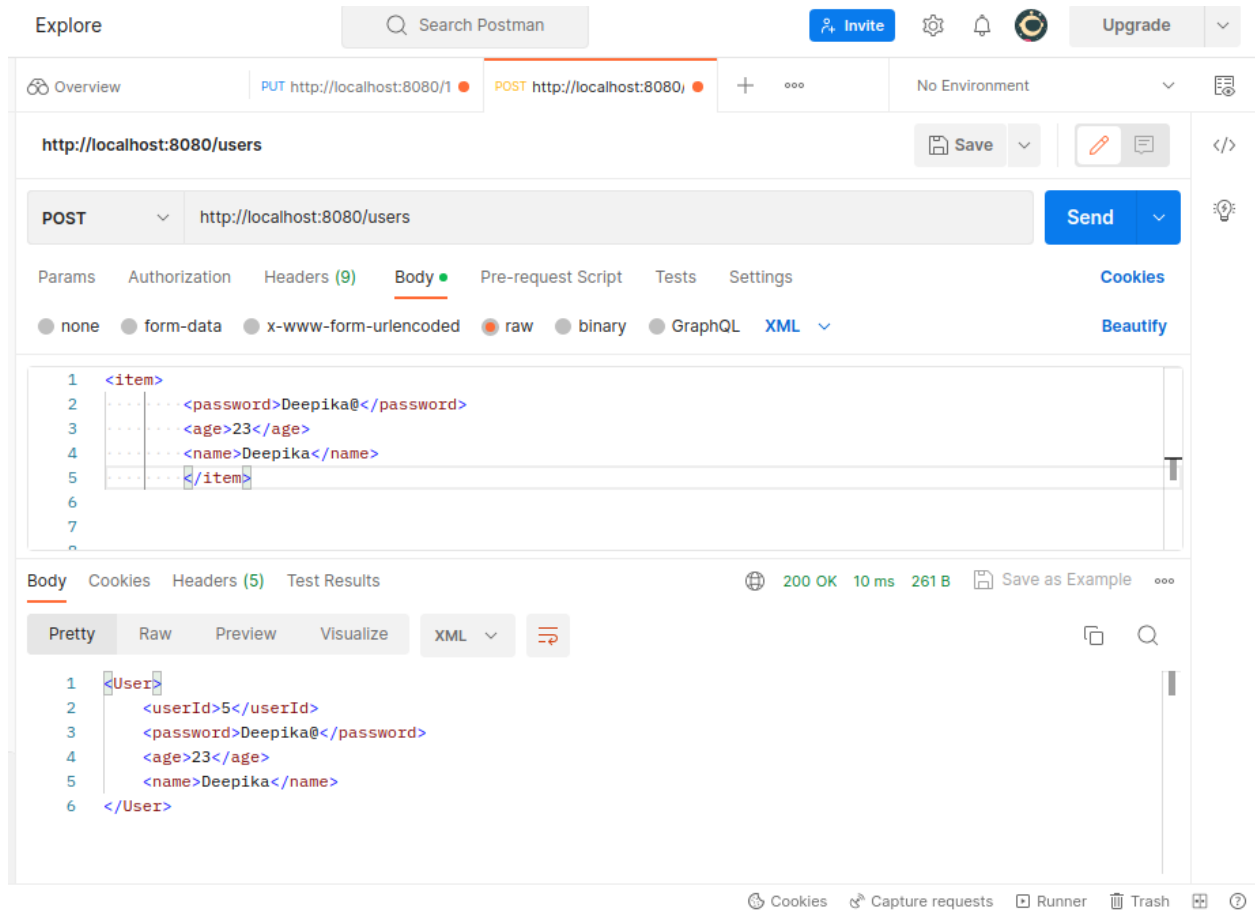 Explore Search Postman Invite Upgrade
Overview PUT http://localhost:8080/1 POST http://localhost:8080/ No Environment
http://localhost:8080/users Save
POST http://localhost:8080/users Send
Params Authorization Headers (9) Body Pre-request Script Tests Settings Cookies
none form-data x-www-form-urlencoded raw binary GraphQL XML Beautify
1 <item>
2 <password>Deepika@</password>
3 <age>23</age>
4 <name>Deepika</name>
5 </item>
6
7
Body Cookies Headers (5) Test Results 200 OK 10 ms 261 B Save as Example
Pretty Raw Preview Visualize XML
1 <User>
2 <userId>5</userId>
3 <password>Deepika@</password>
4 <age>23</age>
5 <name>Deepika</name>
6 </User>
Cookies Capture requests Runner Trash